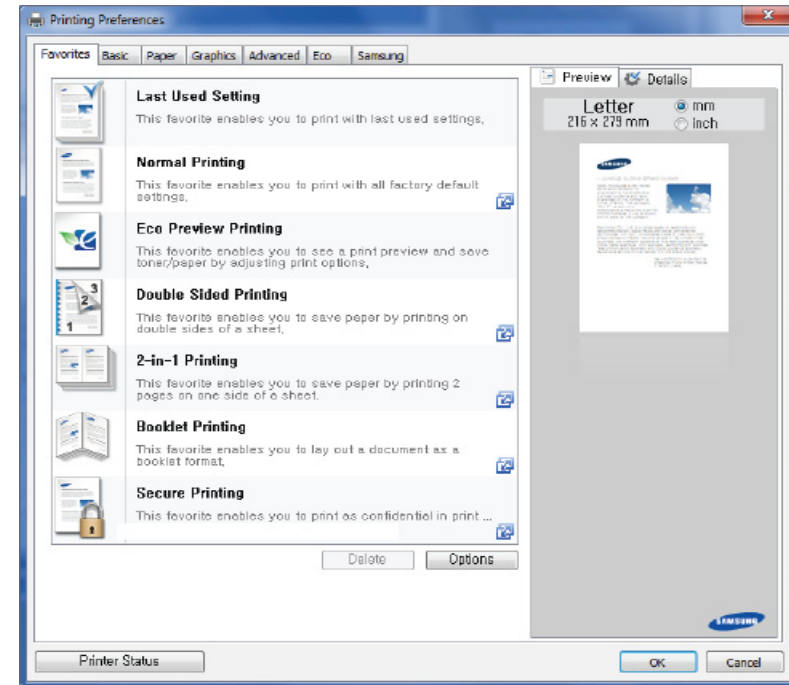 Printing Preferences
Favorites Basic Paper Graphics Advanced Eco Samsung
Last Used Setting
This favorite enables you to print with last used settings,
Normal Printing
This favorite enables you to print with all factory default
settings,
Eco Preview Printing
This favorite enables you to see a print preview and save
toner/paper by adjusting print options,
Double Sided Printing
This favorite enables you to save paper by printing on
double sides of a sheet,
2-in-1 Printing
This favorite enables you to save paper by printing 2
pages on one side of a sheet.
Booklet Printing
This favorite enables you to lay out a document as a
booklet format,
Secure Printing
This favorite enables you to print as confidential in print ...
Delete Options
Printer Status
Preview Details
Letter
216 x 279 mm
mm
inch
SAMSUNG
OK Cancel
3
2
1